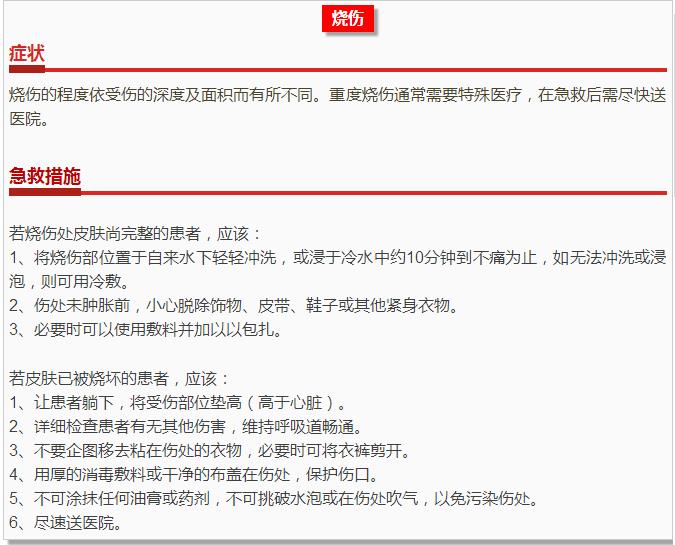 烧伤
症状
烧伤的程度依受伤的深度及面积而有所不同。重度烧伤通常需要特殊医疗，在急救后需尽快送
医院。
急救措施
若烧伤处皮肤尚完整的患者，应该：
1、将烧伤部位置于自来水下轻轻冲洗，或浸于冷水中约10分钟到不痛为止，如无法冲洗或浸
泡，则可用冷敷。
2、伤处未肿胀前，小心脱除饰物、皮带、鞋子或其他紧身衣物。
3、必要时可以使用敷料并加以以包扎。
若皮肤已被烧坏的患者，应该：
1、让患者躺下，将受伤部位垫高（高于心脏）。
2、详细检查患者有无其他伤害，维持呼吸道畅通。
3、不要企图移去粘在伤处的衣物，必要时可将衣裤剪开。
4、用厚的消毒敷料或干净的布盖在伤处，保护伤口。
5、不可涂抹任何油膏或药剂，不可挑破水泡或在伤处吹气，以免污染伤处。
6、尽速送医院。